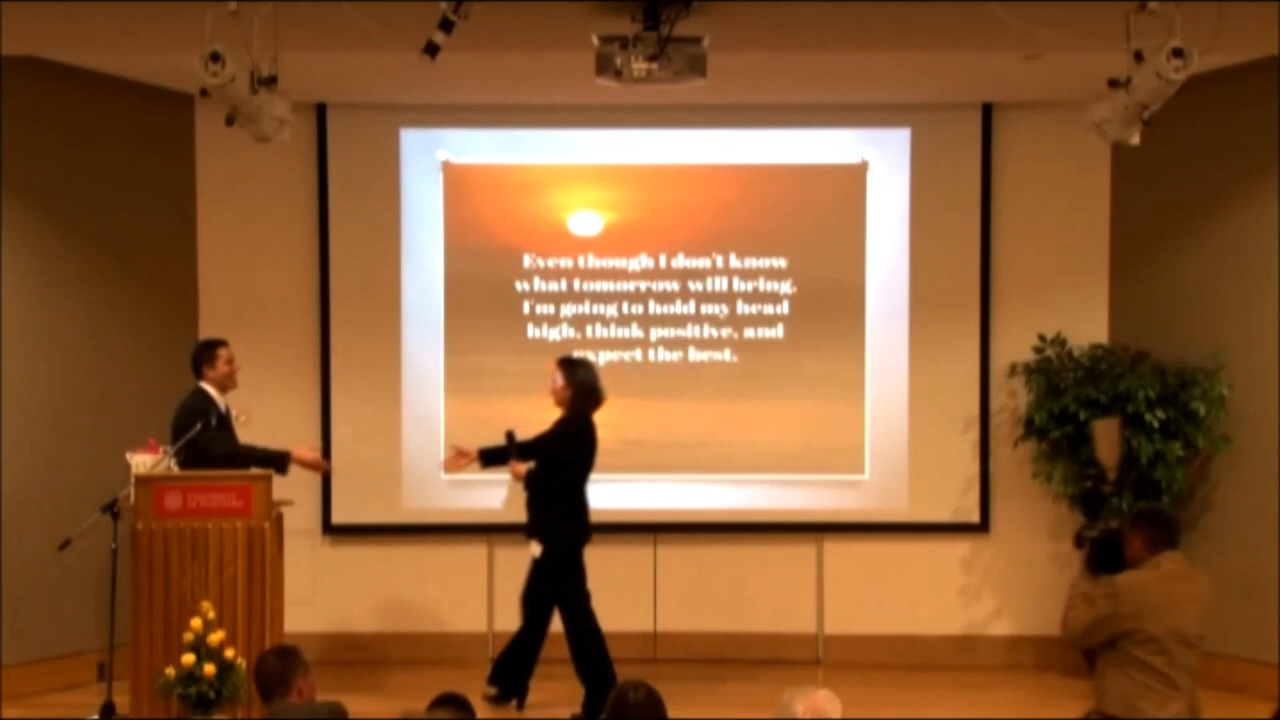 Even though I don't know
what tomorrow will bring,
I'm going to hold my head
high, think positive, and
expect the best.
UNIVERSITY